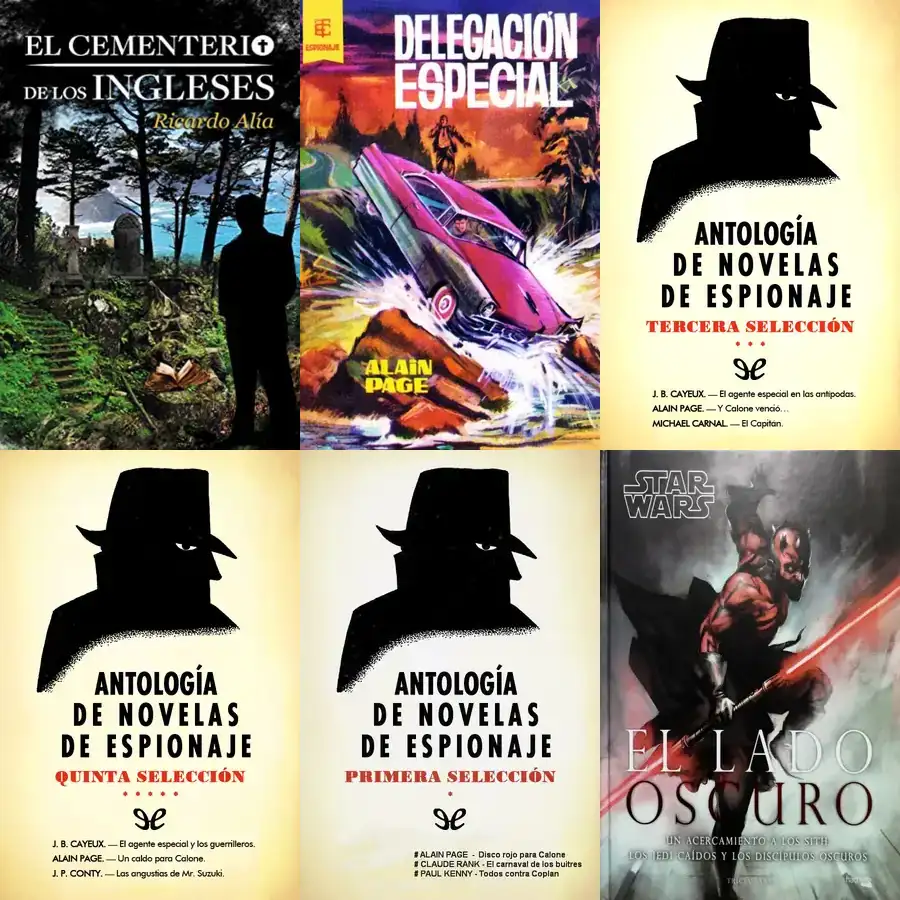 EL CEMENTERIO
DE LOS INGLESES
Ricardo Alía
ESPIONAJE
DELEGACIÓN
ESPECIAL
ALAIN
PAGE
ANTOLOGÍA
DE NOVELAS
DE ESPIONAJE
TERCERA SELECCIÓN
J. B. CAYEUX. — El agente especial en las antípodas.
ALAIN PAGE. — Y Calone venció...
MICHAEL CARNAL. — El Capitán.
ANTOLOGÍA
DE NOVELAS
DE ESPIONAJE
QUINTA SELECCIÓN
J. B. CAYEUX. — El agente especial y los guerrilleros.
ALAIN PAGE. — Un caldo para Calone.
J. P. CONTY. — Las angustias de Mr. Suzuki.
ANTOLOGÍA
DE NOVELAS
DE ESPIONAJE
PRIMERA SELECCIÓN
# ALAIN PAGE - Disco rojo para Calone
# CLAUDE RANK - El carnaval de los buitres
# PAUL KENNY - Todos contra Coplan
STAR
WARS
EL LADO
OSCURO
UN ACERCAMIENTO A LOS SITH
LOS JEDI CAÍDOS Y LOS DISCÍPULOS OSCUROS